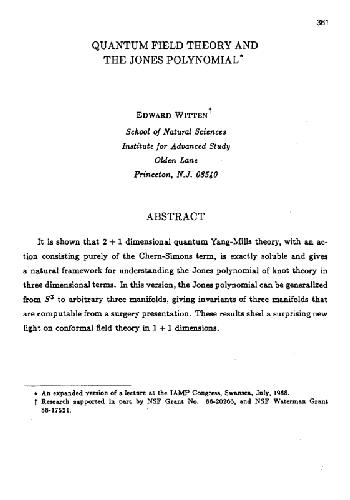 361
QUANTUM FIELD THEORY AND
THE JONES POLYNOMIAL*
EDWARD WITTEN†
School of Natural Sciences
Institute for Advanced Study
Olden Lane
Princeton, N.J. 08540
ABSTRACT
It is shown that 2 + 1 dimensional quantum Yang-Mills theory, with an ac-
tion consisting purely of the Chern-Simons term, is exactly soluble and gives
a natural framework for understanding the Jones polynomial of knot theory in
three dimensional terms. In this version, the Jones polynomial can be generalized
from S³ to arbitrary three manifolds, giving invariants of three manifolds that
are computable from a surgery presentation. These results shed a surprising new
light on conformal field theory in 1 + 1 dimensions.
* An expanded version of a lecture at the IAMP Congress, Swansea, July, 1988.
† Research supported in part by NSF Grant No. 86-20266, and NSF Waterman Grant
88-17521.